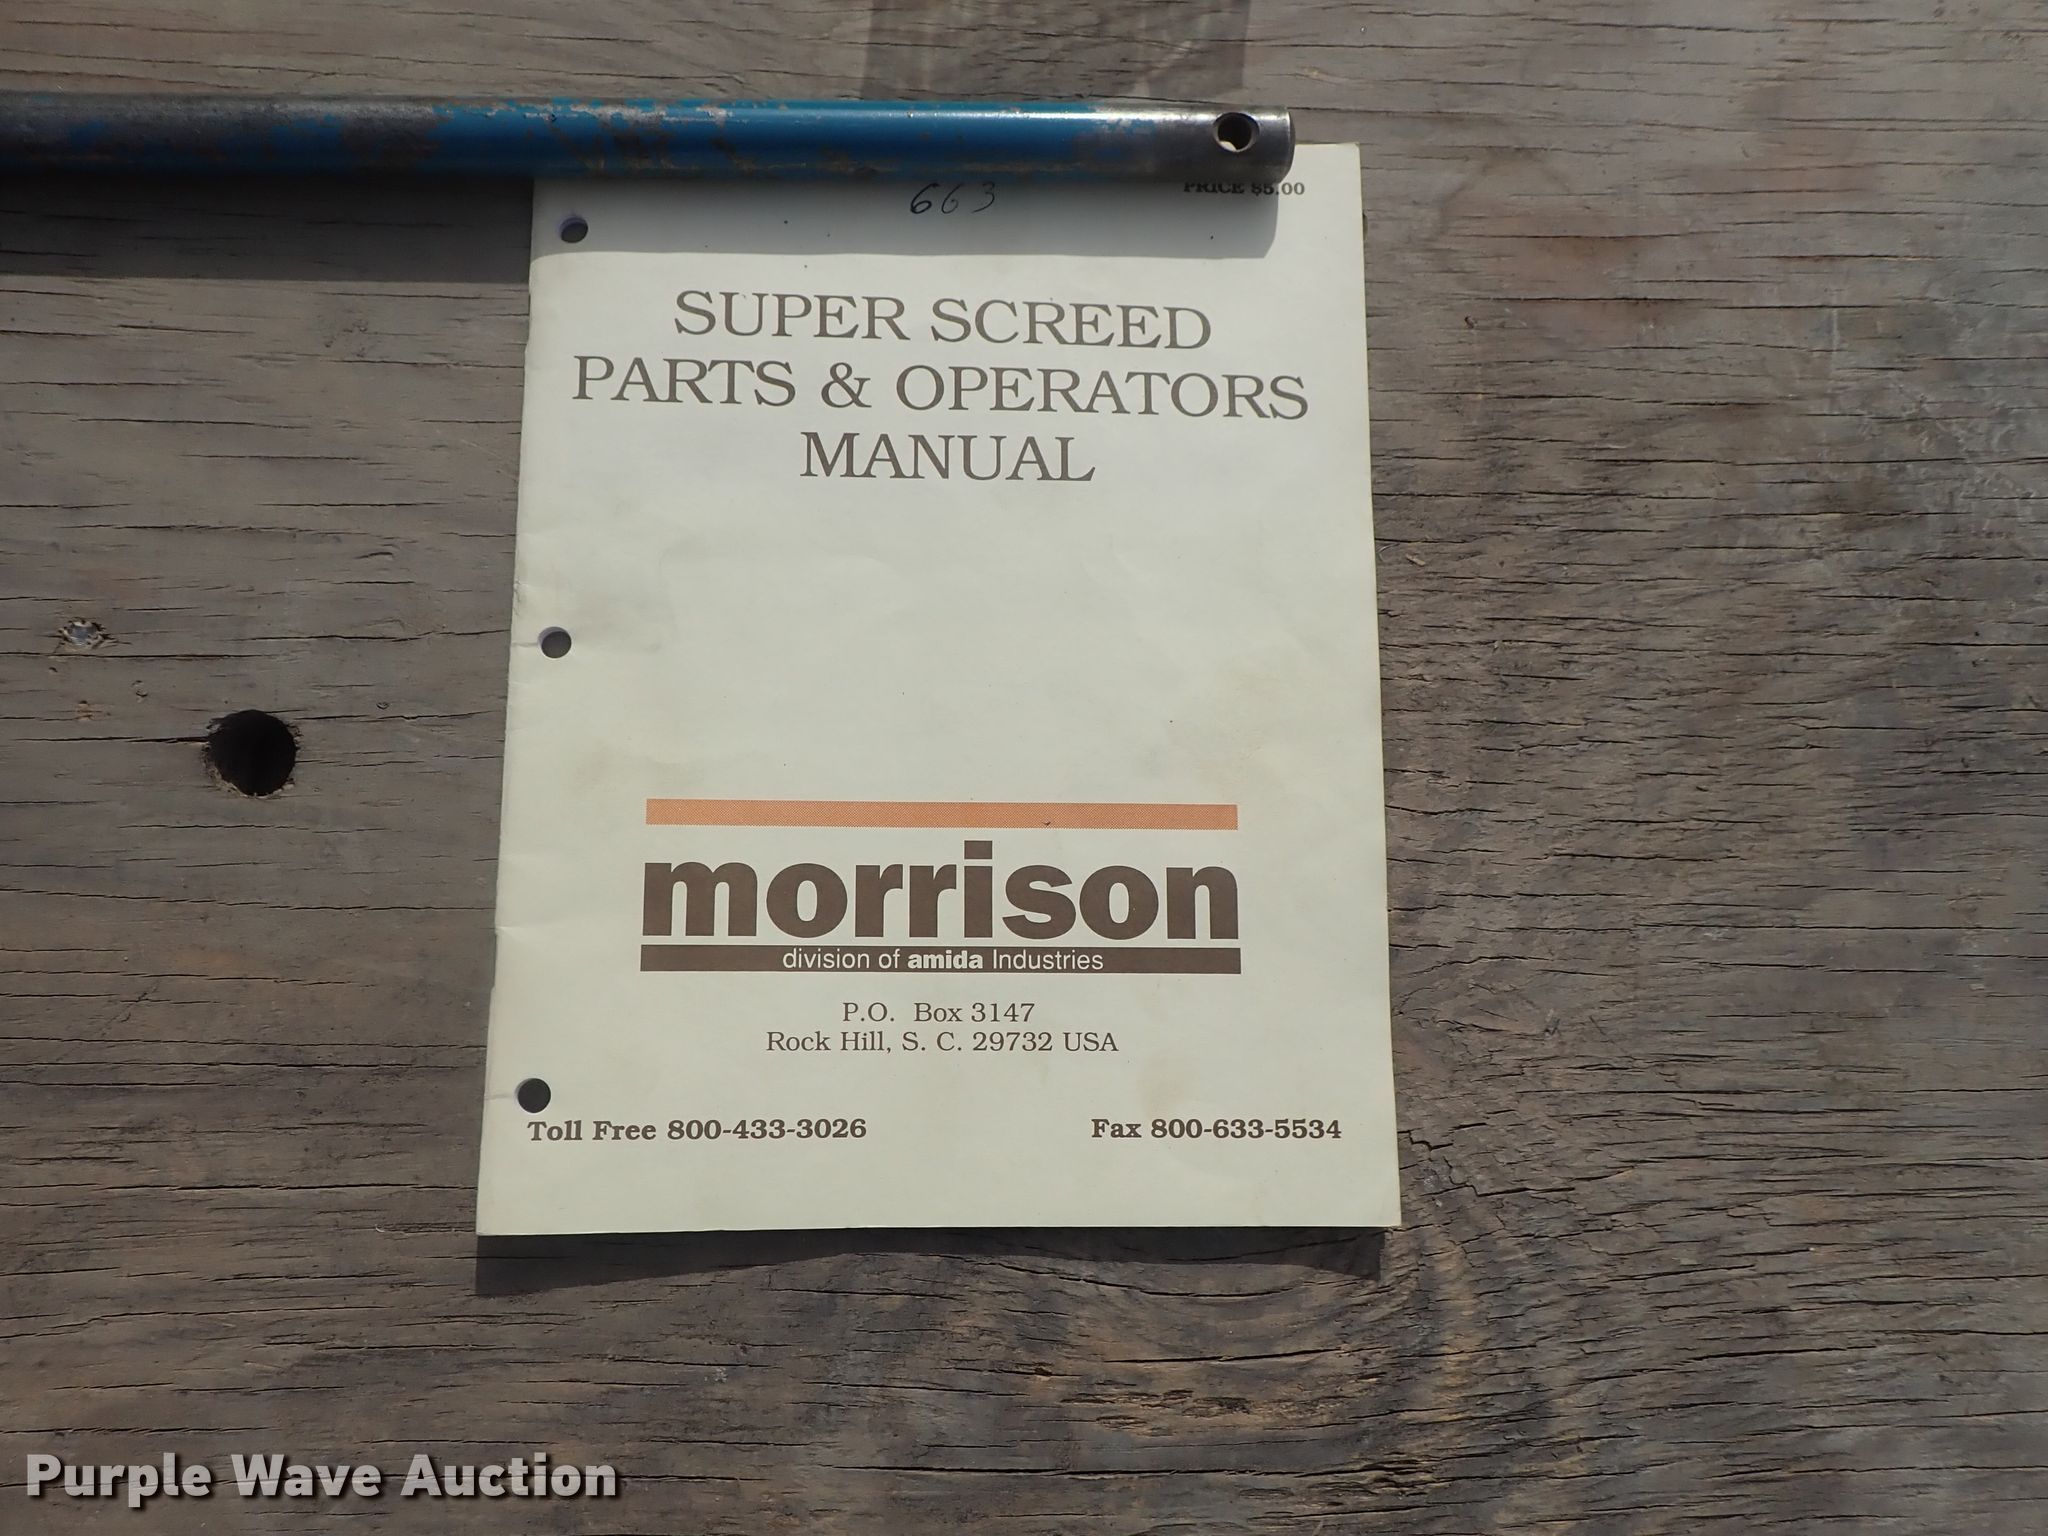 663
PRICE $5.00
SUPER SCREED
PARTS & OPERATORS
MANUAL
morrison
division of amida Industries
P.O. Box 3147
Rock Hill, S. C. 29732 USA
Toll Free 800-433-3026
Fax 800-633-5534
Purple Wave Auction